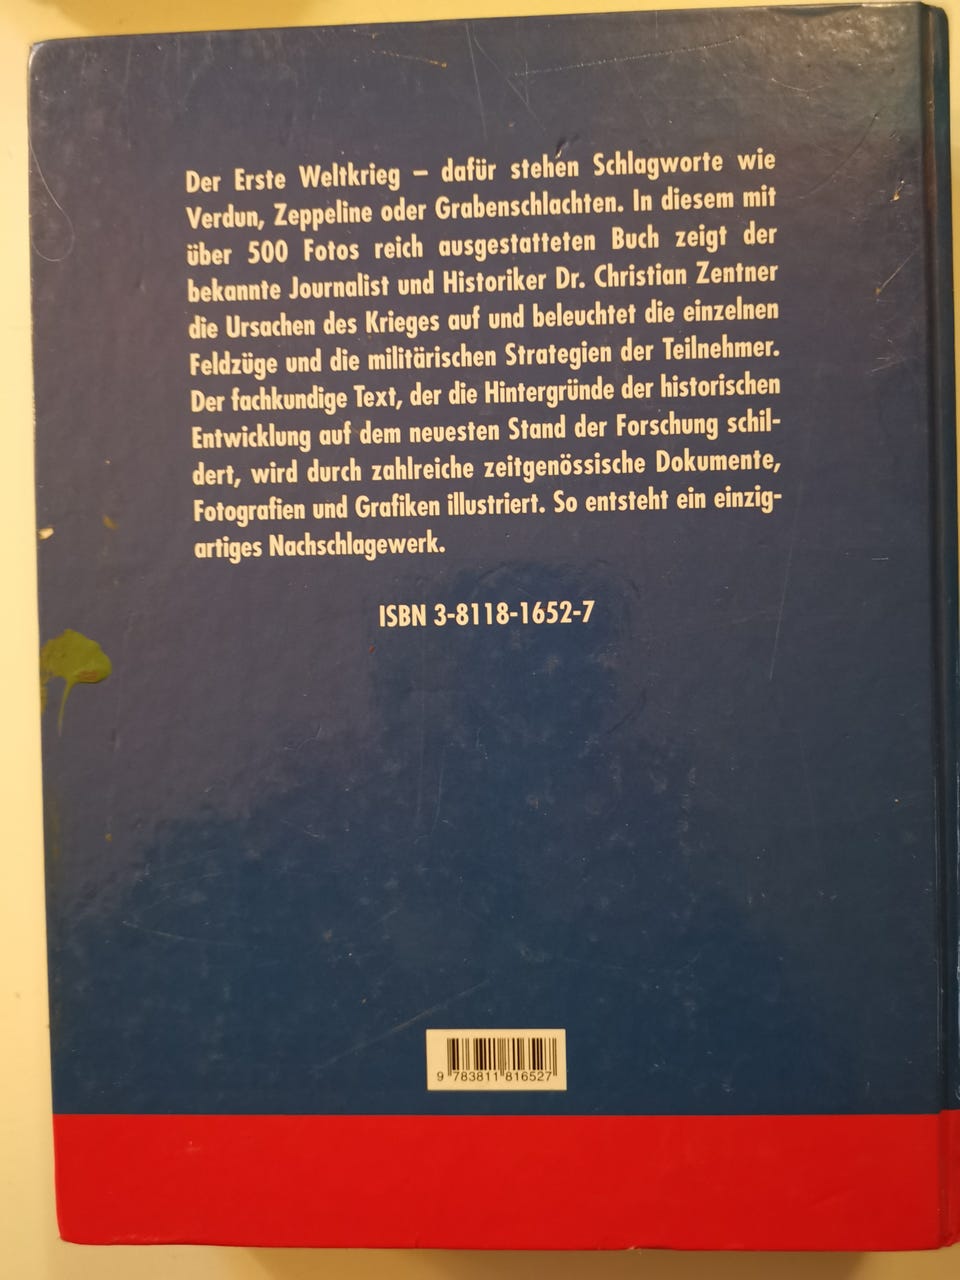 Der Erste Weltkrieg – dafür stehen Schlagworte wie
Verdun, Zeppeline oder Grabenschlachten. In diesem mit
über 500 Fotos reich ausgestatteten Buch zeigt der
bekannte Journalist und Historiker Dr. Christian Zentner
die Ursachen des Krieges auf und beleuchtet die einzelnen
Feldzüge und die militärischen Strategien der Teilnehmer.
Der fachkundige Text, der die Hintergründe der historischen
Entwicklung auf dem neuesten Stand der Forschung schil-
dert, wird durch zahlreiche zeitgenössische Dokumente,
Fotografien und Grafiken illustriert. So entsteht ein einzig-
artiges Nachschlagewerk.
ISBN 3-8118-1652-7
9 783811 816527